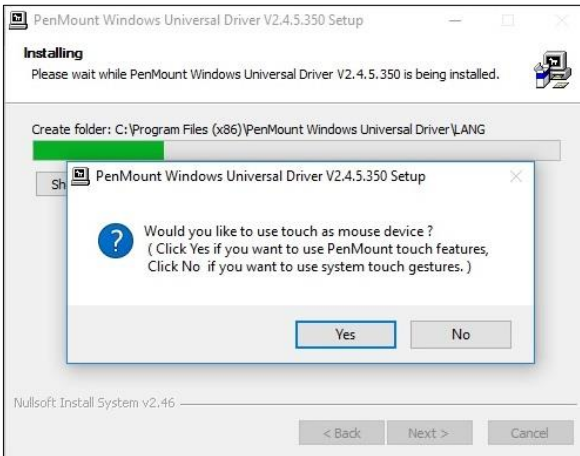 PenMount Windows Universal Driver V2.4.5.350 Setup
Installing
Please wait while PenMount Windows Universal Driver V2.4.5.350 is being installed.
Create folder: C:\Program Files (x86)\PenMount Windows Universal Driver\LANG
Sh
PenMount Windows Universal Driver V2.4.5.350 Setup
Would you like to use touch as mouse device ?
( Click Yes if you want to use PenMount touch features,
Click No if you want to use system touch gestures. )
Yes
No
Nullsoft Install System v2.46
< Back
Next >
Cancel